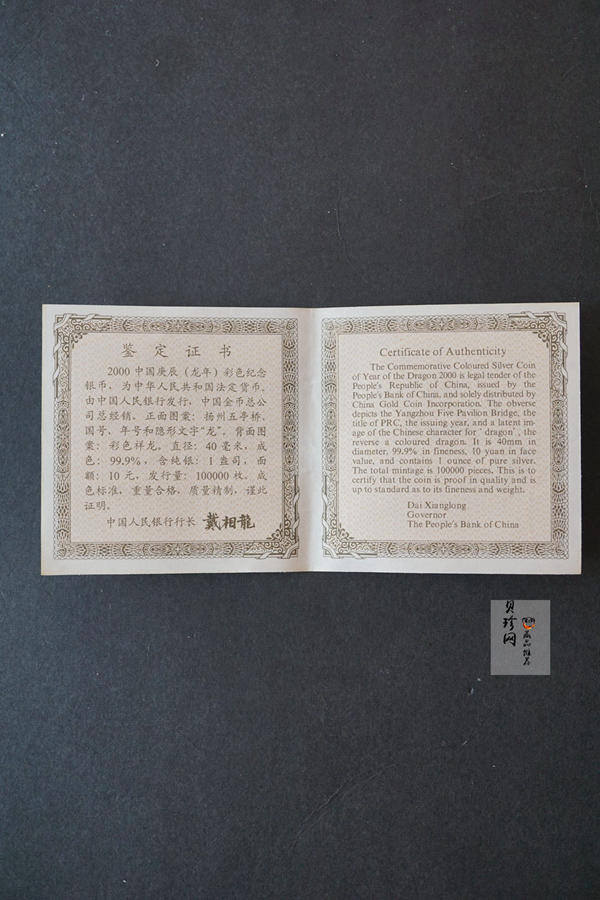 鉴定证书
2000 中国庚辰（龙年）彩色纪念
银币，为中华人民共和国法定货币。
由中国人民银行发行，中国金币总公
司总经销。正面图案：扬州五亭桥、
国号、年号和隐形文字“龙”。背面图
案：彩色祥龙。直径：40 毫米，成
色：99.9%，含纯银：1 盎司，面
额：10 元，发行量：100000 枚。成
色标准，重量合格，质量精制，谨此
证明。
中国人民银行行长 戴相龍
Certificate of Authenticity
The Commemorative Coloured Silver Coin
of Year of the Dragon 2000 is legal tender of the
People's Republic of China, issued by the
People's Bank of China, and solely distributed by
China Gold Coin Incorporation. The obverse
depicts the Yangzhou Five Pavilion Bridge, the
title of PRC, the issuing year, and a latent im
age of the Chinese character for `dragon´, the
reverse a coloured dragon. It is 40mm in
diameter, 99.9% in fineness, 10 yuan in face
value, and contains 1 ounce of pure silver.
The total mintage is 100000 pieces. This is to
certify that the coin is proof in quality and is
up to standard as to its fineness and weight.
Dai Xianglong
Governor
The People's Bank of China
贝珍网
藏品推荐